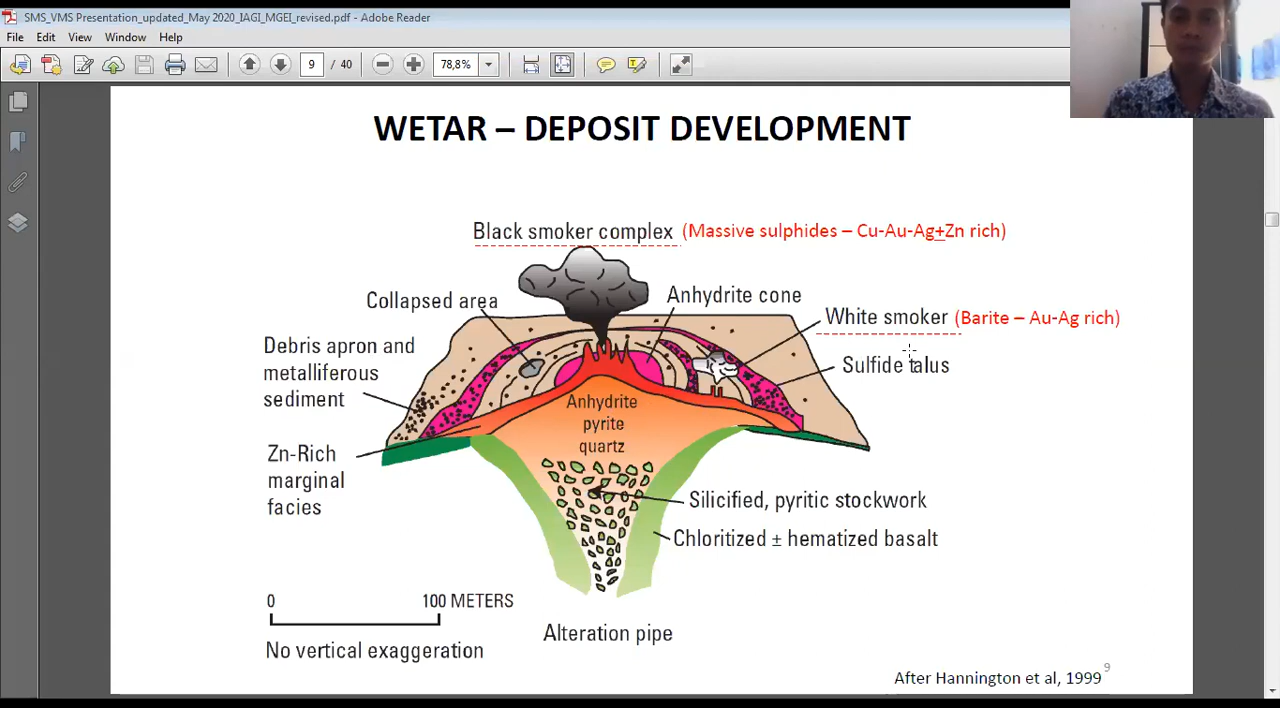 SMS_VMS Presentation_updated_May 2020_IAGI_MGEI_revised.pdf - Adobe Reader
File Edit View Window Help
9 / 40 78,8%
WETAR – DEPOSIT DEVELOPMENT
Black smoker complex (Massive sulphides – Cu-Au-Ag+Zn rich)
Collapsed area
Anhydrite cone
White smoker (Barite – Au-Ag rich)
Debris apron and
metalliferous
sediment
Sulfide talus
Anhydrite
pyrite
quartz
Zn-Rich
marginal
facies
Silicified, pyritic stockwork
Chloritized ± hematized basalt
0 100 METERS
No vertical exaggeration
Alteration pipe
After Hannington et al, 1999
9